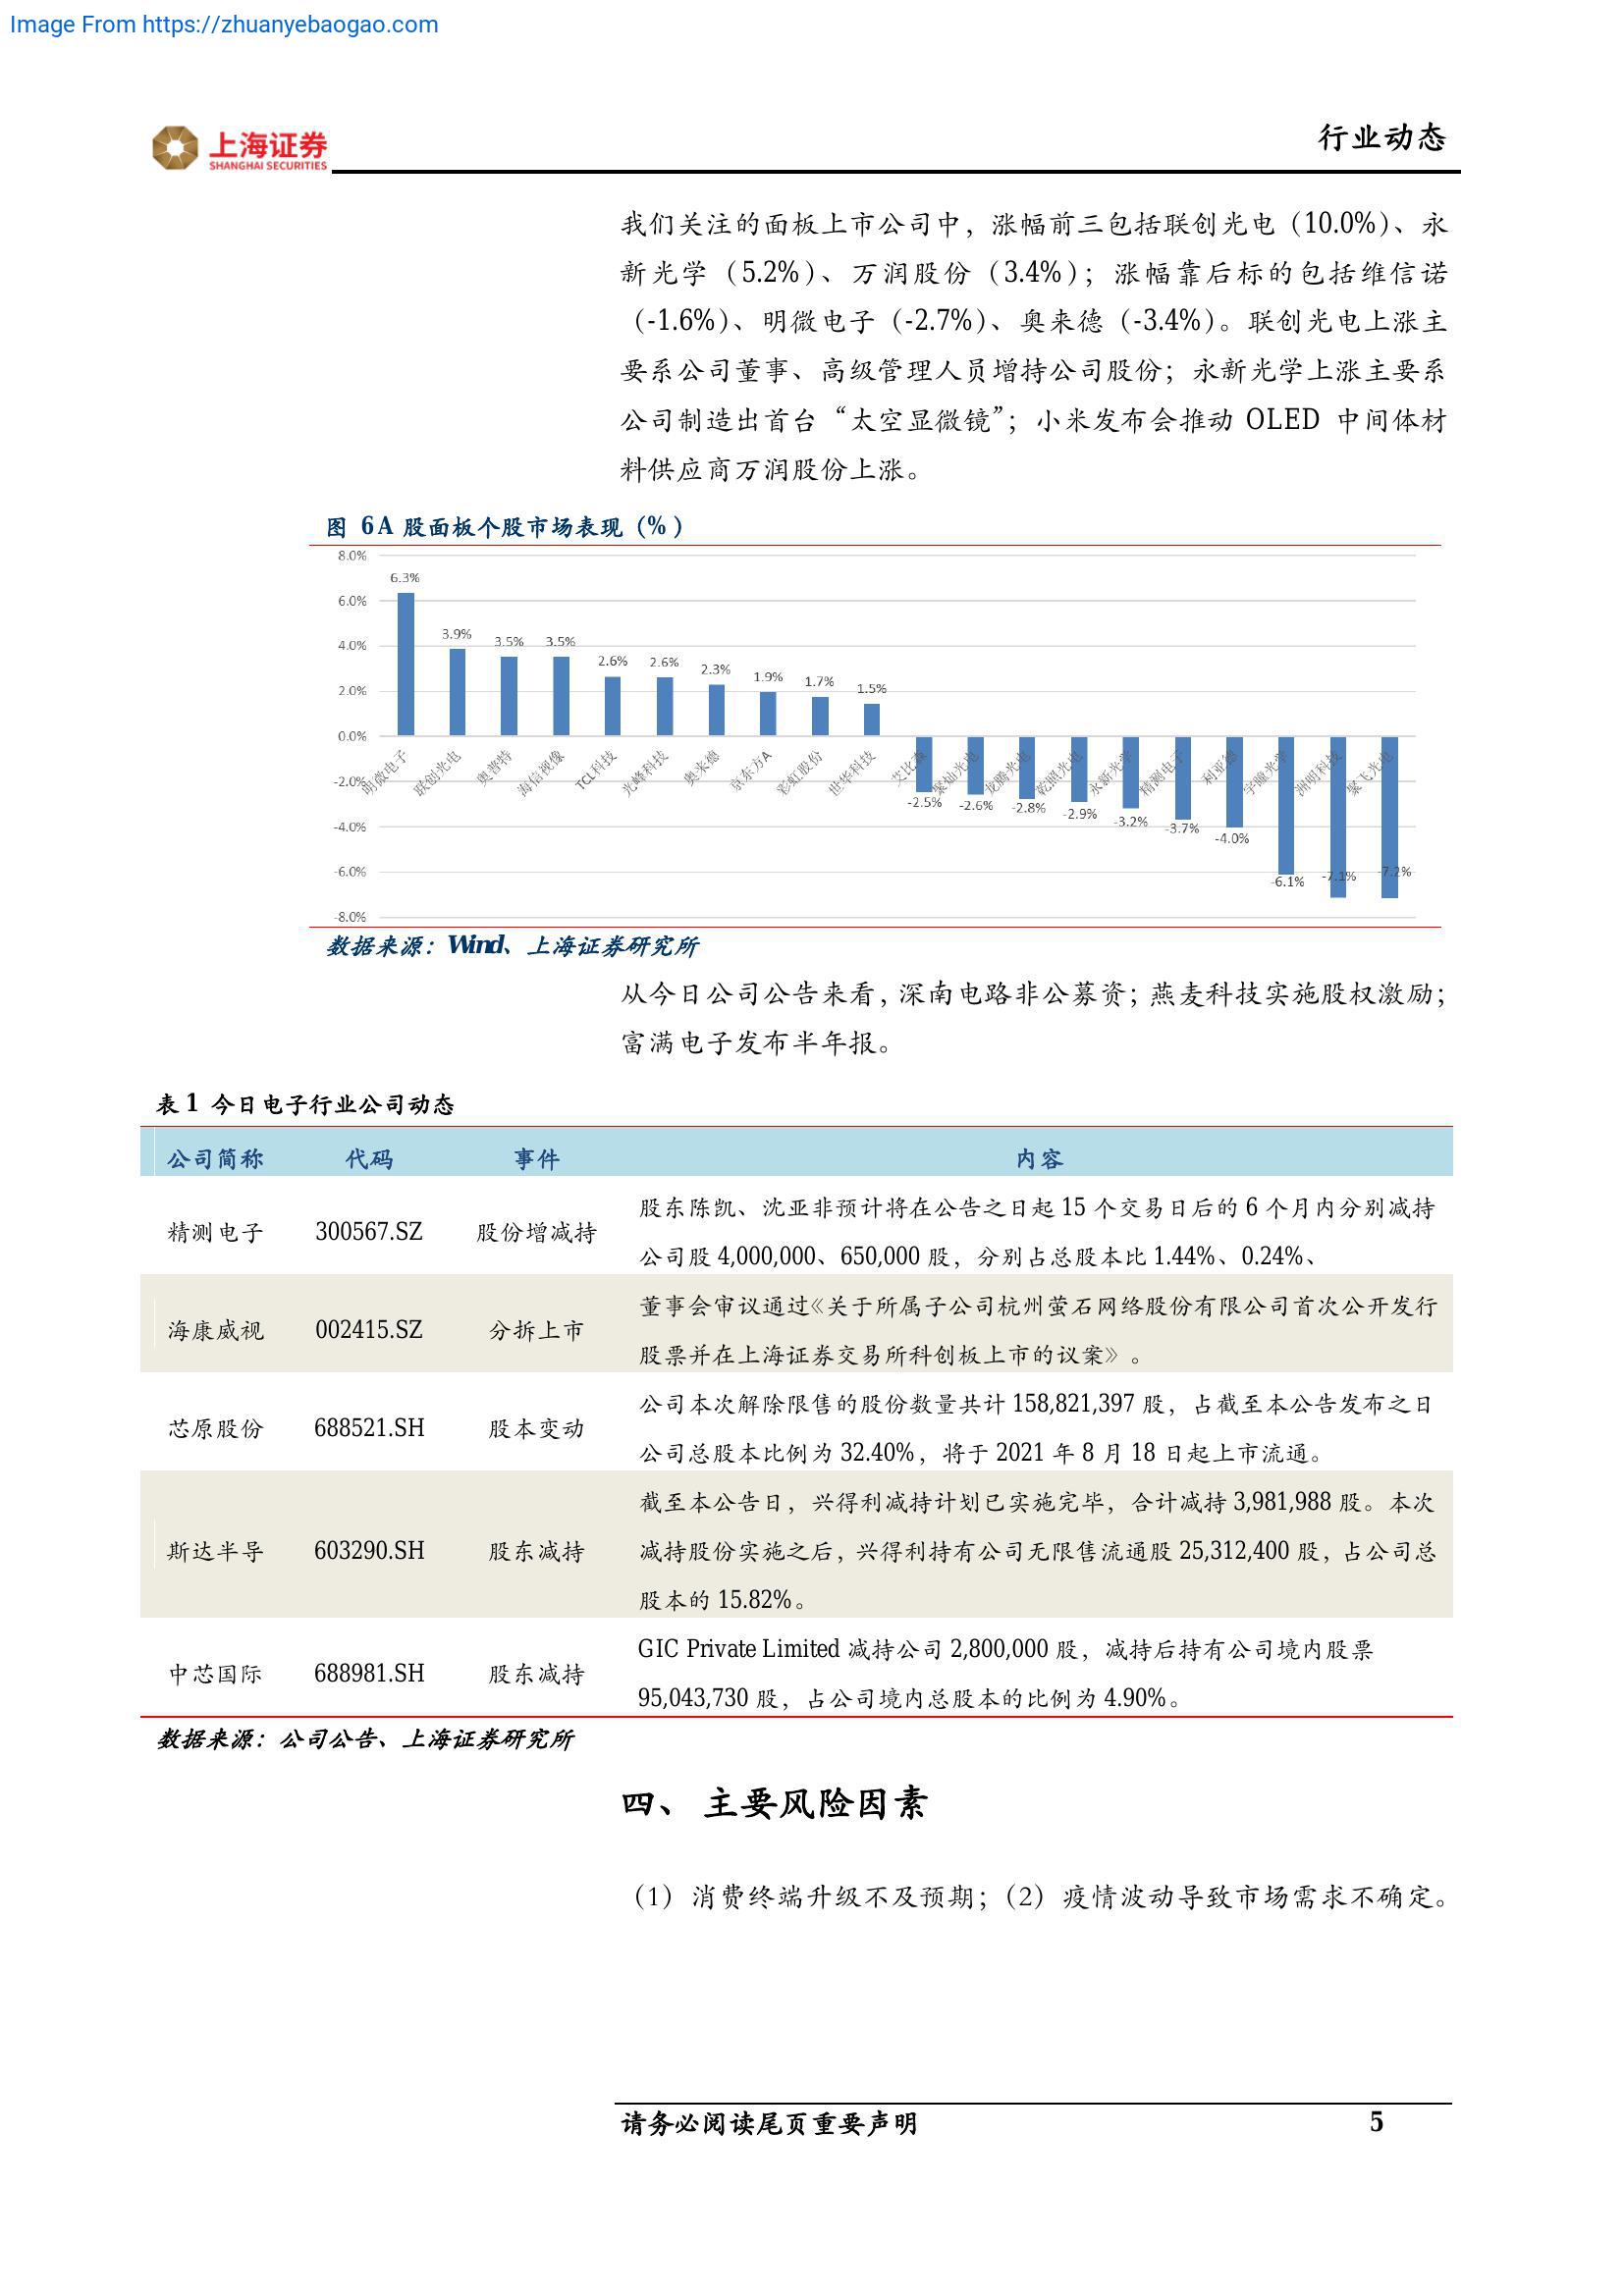 Image From https://zhuanyebaogao.com
上海证券
SHANGHAI SECURITIES
行业动态
我们关注的面板上市公司中，涨幅前三包括联创光电（10.0%）、永
新光学（5.2%）、万润股份（3.4%）；涨幅靠后标的包括维信诺
（-1.6%）、明微电子（-2.7%）、奥来德（-3.4%）。联创光电上涨主
要系公司董事、高级管理人员增持公司股份；永新光学上涨主要系
公司制造出首台“太空显微镜”；小米发布会推动 OLED 中间体材
料供应商万润股份上涨。
图 6A 股面板个股市场表现（%）
8.0%
6.0%
4.0%
2.0%
0.0%
-2.0%
-4.0%
-6.0%
-8.0%
6.3% 3.9% 3.5% 3.5% 2.6% 2.6% 2.3% 1.9% 1.7% 1.5%
明微电子 联创光电 奥普特 海信视像 TCL科技 光峰科技 奥来德 京东方A 彩虹股份 世华科技 艾比森 聚灿光电 龙腾光电 乾照光电 永新光学 精测电子 利亚德 宇瞳光学 洲明科技 聚飞光电
-2.5% -2.6% -2.8% -2.9% -3.2% -3.7% -4.0% -6.1% -7.1% -7.2%
数据来源：Wind、上海证券研究所
从今日公司公告来看，深南电路非公募资；燕麦科技实施股权激励；
富满电子发布半年报。
表 1 今日电子行业公司动态
公司简称 代码 事件 内容
精测电子 300567.SZ 股份增减持 股东陈凯、沈亚非预计将在公告之日起 15 个交易日后的 6 个月内分别减持
公司股 4,000,000、650,000 股，分别占总股本比 1.44%、0.24%、
海康威视 002415.SZ 分拆上市 董事会审议通过《关于所属子公司杭州萤石网络股份有限公司首次公开发行
股票并在上海证券交易所科创板上市的议案》。
芯原股份 688521.SH 股本变动 公司本次解除限售的股份数量共计 158,821,397 股，占截至本公告发布之日
公司总股本比例为 32.40%，将于 2021 年 8 月 18 日起上市流通。
斯达半导 603290.SH 股东减持 截至本公告日，兴得利减持计划已实施完毕，合计减持 3,981,988 股。本次
减持股份实施之后，兴得利持有公司无限售流通股 25,312,400 股，占公司总
股本的 15.82%。
中芯国际 688981.SH 股东减持 GIC Private Limited 减持公司 2,800,000 股，减持后持有公司境内股票
95,043,730 股，占公司境内总股本的比例为 4.90%。
数据来源：公司公告、上海证券研究所
四、 主要风险因素
（1）消费终端升级不及预期；（2）疫情波动导致市场需求不确定。
请务必阅读尾页重要声明 5